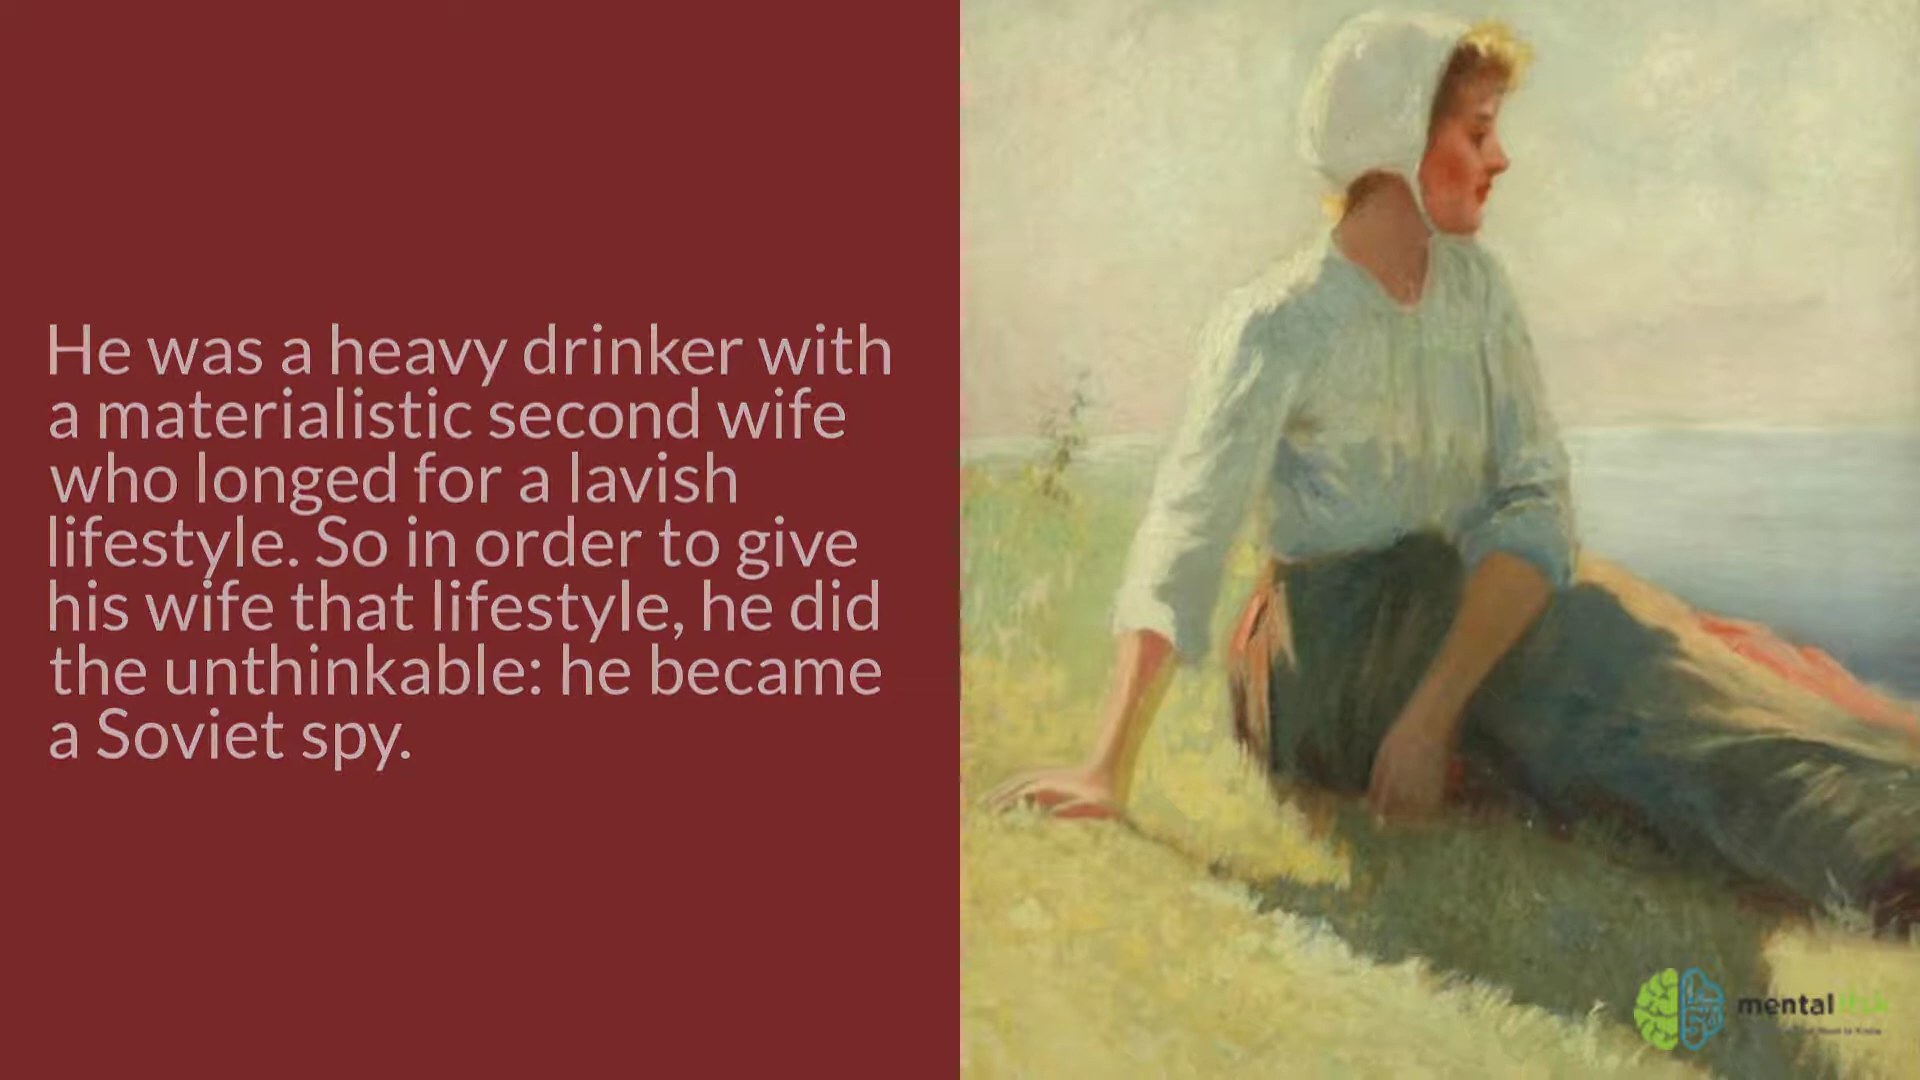 He was a heavy drinker with
a materialistic second wife
who longed for a lavish
lifestyle. So in order to give
his wife that lifestyle, he did
the unthinkable: he became
a Soviet spy.
mental